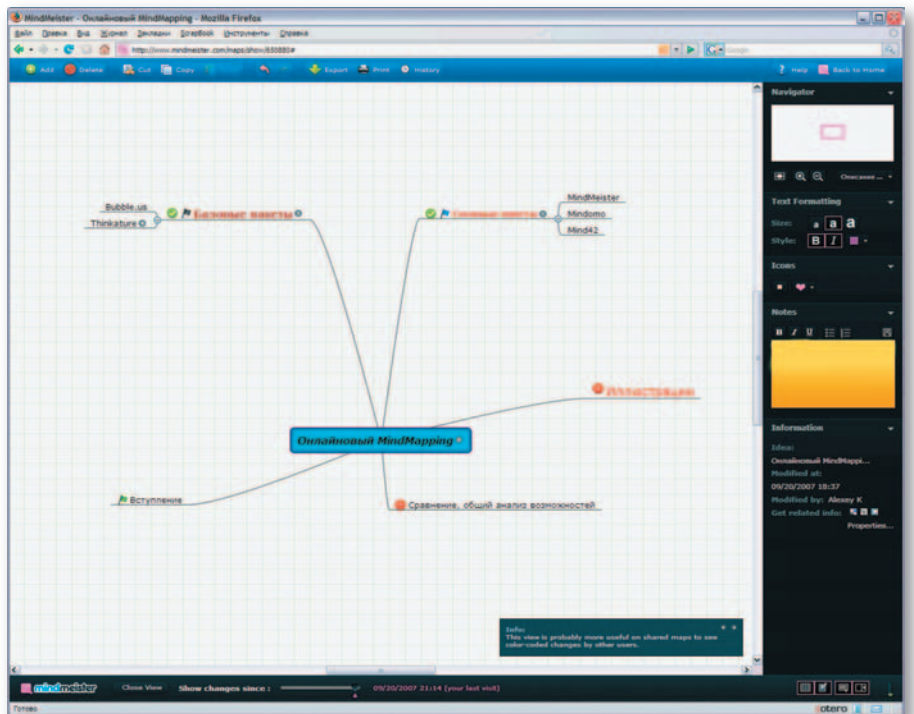 MindMeister - Онлайновый MindMapping - Mozilla Firefox
Файл Правка Вид Журнал Закладки Scrapbook Инструменты Справка
http://www.mindmeister.com/maps/show/830880#
Google
Add Delete Cut Copy Export Print History Help Back to Home
Navigator
Описание ...
Text Formatting
Size: a a a
Style: B I
Icons
Notes
B I U
Information
Idea:
Онлайновый MindMappi...
Modified at:
09/20/2007 18:37
Modified by: Alexey K
Get related info:
Properties...
Bubble.us
Thinkature
Базовые пакеты
MindMeister
Mindomo
Mind42
Иллюстрации
Онлайновый MindMapping
Вступление
Сравнение, общий анализ возможностей
Info:
This view is probably more useful on shared maps to see
color-coded changes by other users.
mindmeister Close View Show changes since : 09/20/2007 21:14 [your last visit]
Готово
zotero